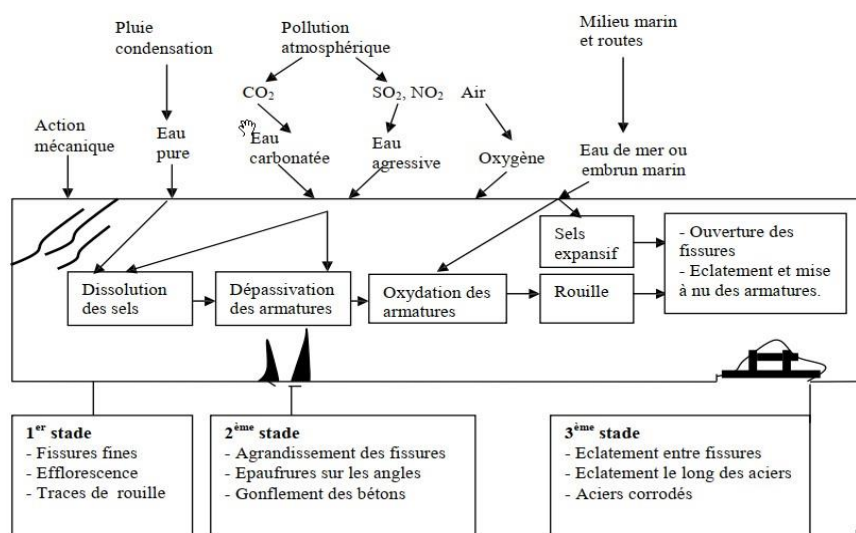 Pluie
condensation
Pollution
atmosphérique
Milieu marin
et routes
CO₂
SO₂, NO₂
Air
Action
mécanique
Eau
pure
Eau
carbonatée
Eau
agressive
Oxygène
Eau de mer ou
embrun marin
Sels
expansif
- Ouverture des
fissures
- Eclatement et mise
à nu des armatures.
Dissolution
des sels
Dépassivation
des armatures
Oxydation des
armatures
Rouille
1er stade
- Fissures fines
- Efflorescence
- Traces de rouille
2ème stade
- Agrandissement des fissures
- Epaufrures sur les angles
- Gonflement des bétons
3ème stade
- Eclatement entre fissures
- Eclatement le long des aciers
- Aciers corrodés